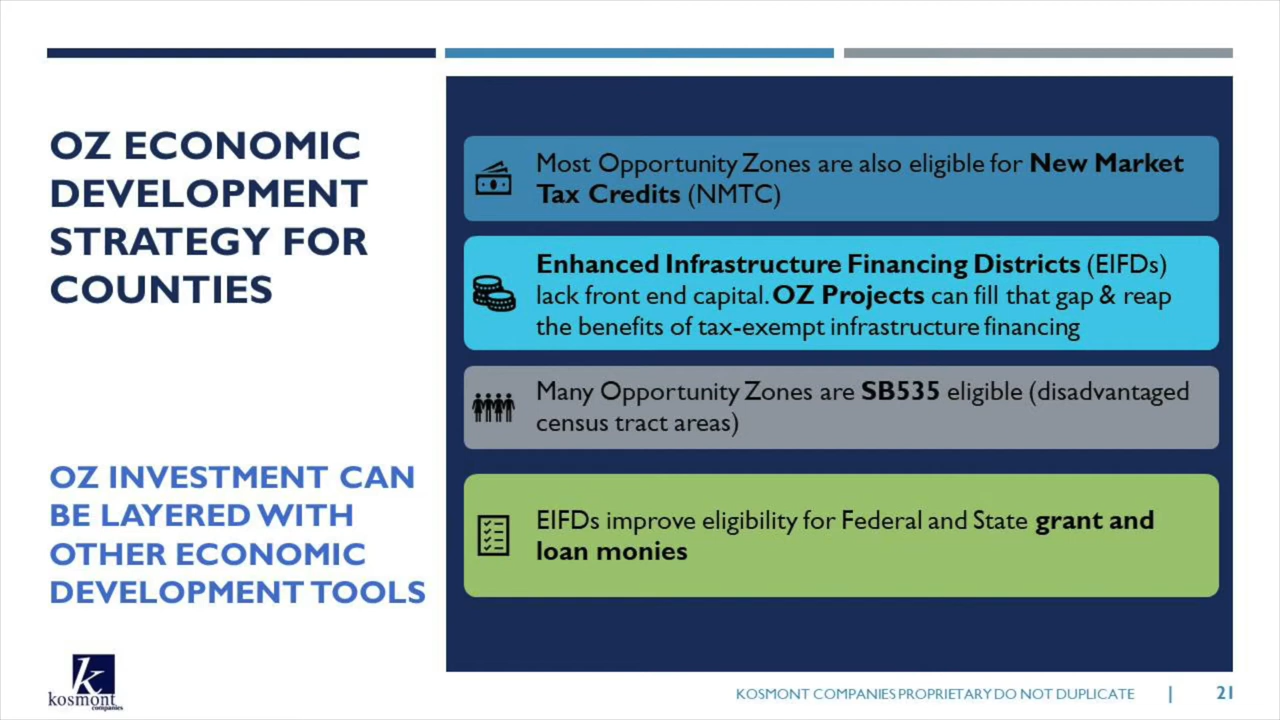 OZ ECONOMIC
DEVELOPMENT
STRATEGY FOR
COUNTIES
OZ INVESTMENT CAN
BE LAYERED WITH
OTHER ECONOMIC
DEVELOPMENT TOOLS
Most Opportunity Zones are also eligible for New Market
Tax Credits (NMTC)
Enhanced Infrastructure Financing Districts (EIFDs)
lack front end capital. OZ Projects can fill that gap & reap
the benefits of tax-exempt infrastructure financing
Many Opportunity Zones are SB535 eligible (disadvantaged
census tract areas)
EIFDs improve eligibility for Federal and State grant and
loan monies
k
kosmont
companies
KOSMONT COMPANIES PROPRIETARY DO NOT DUPLICATE | 21